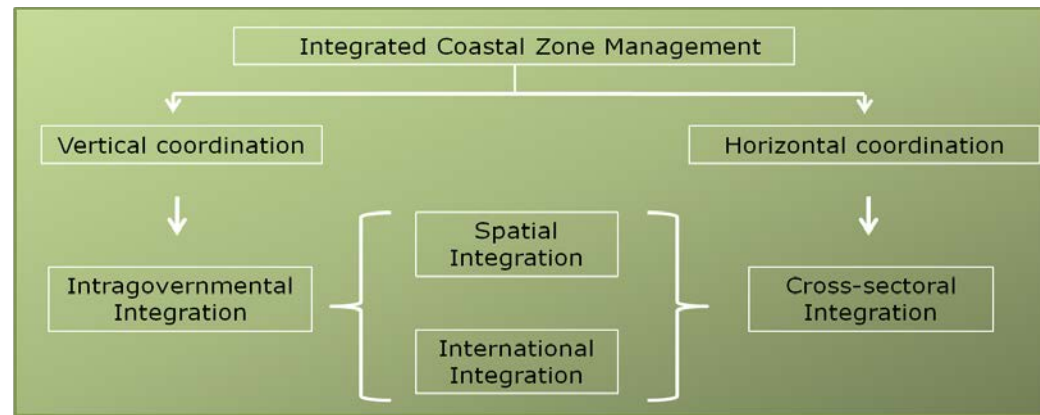 Integrated Coastal Zone Management
Vertical coordination
Horizontal coordination
Spatial
Integration
Intragovernmental
Integration
Cross-sectoral
Integration
International
Integration